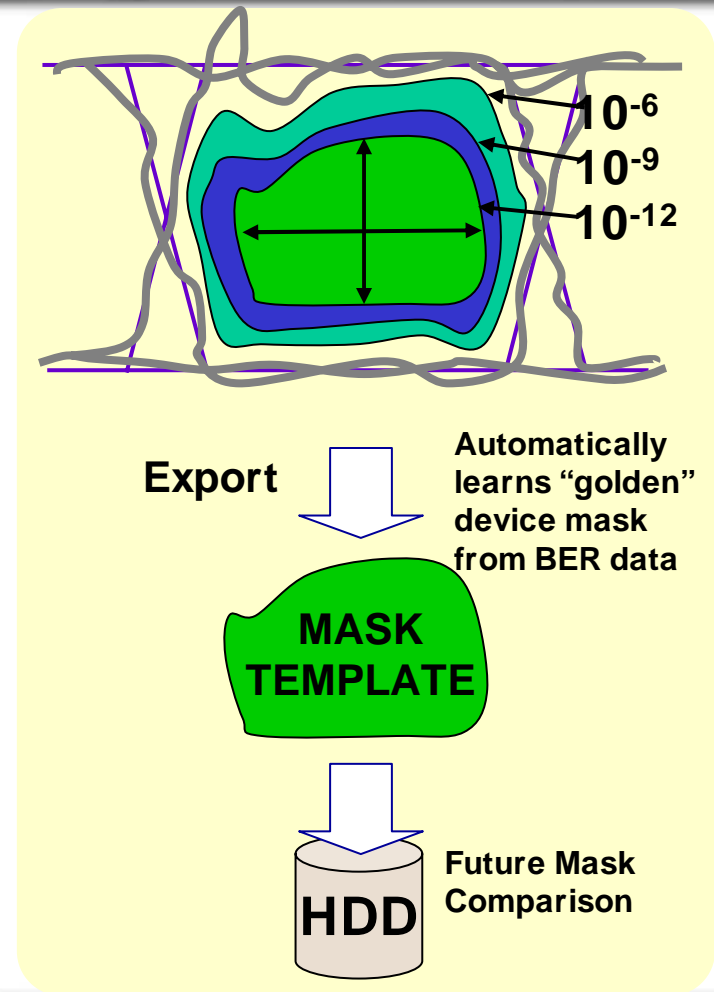 10⁻⁶
10⁻⁹
10⁻¹²
Export
Automatically
learns “golden”
device mask
from BER data
MASK
TEMPLATE
HDD
Future Mask
Comparison